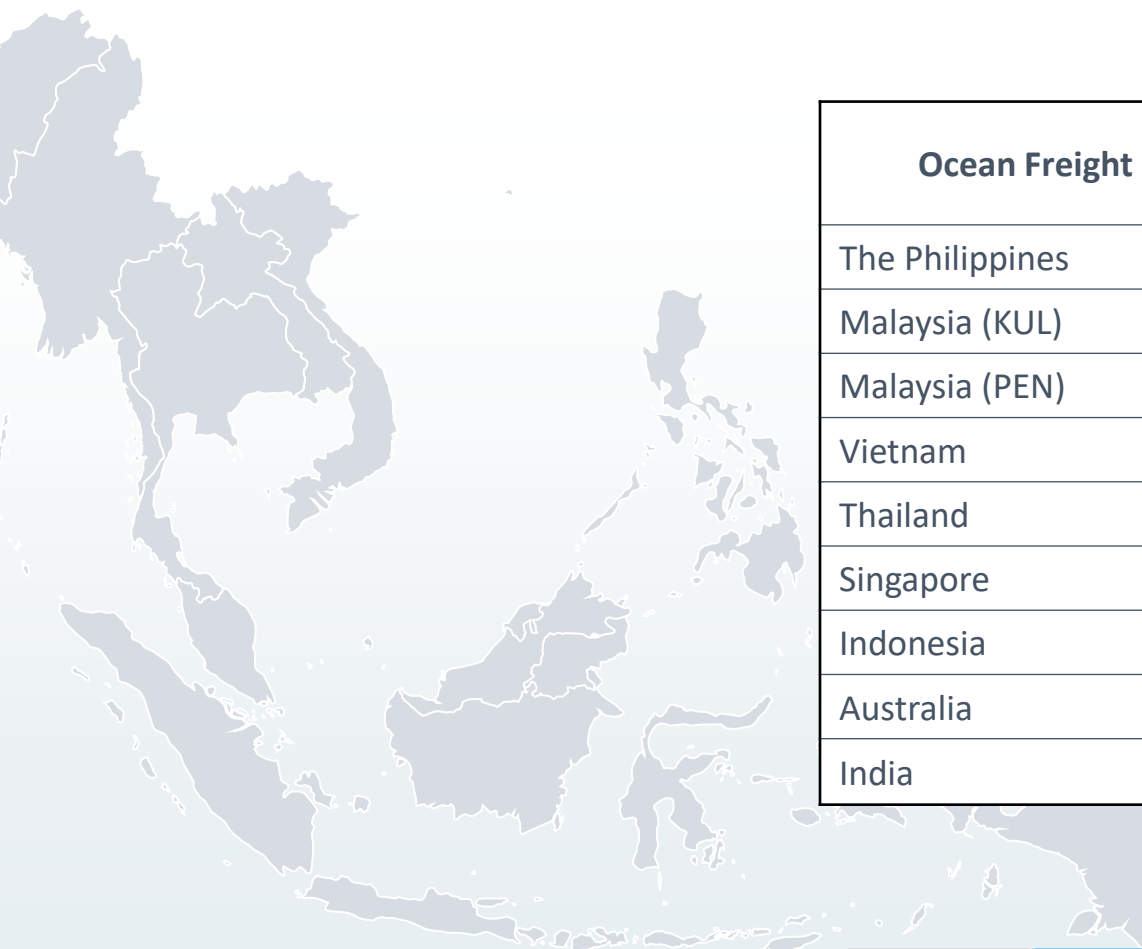 Ocean Freight
The Philippines
Malaysia (KUL)
Malaysia (PEN)
Vietnam
Thailand
Singapore
Indonesia
Australia
India